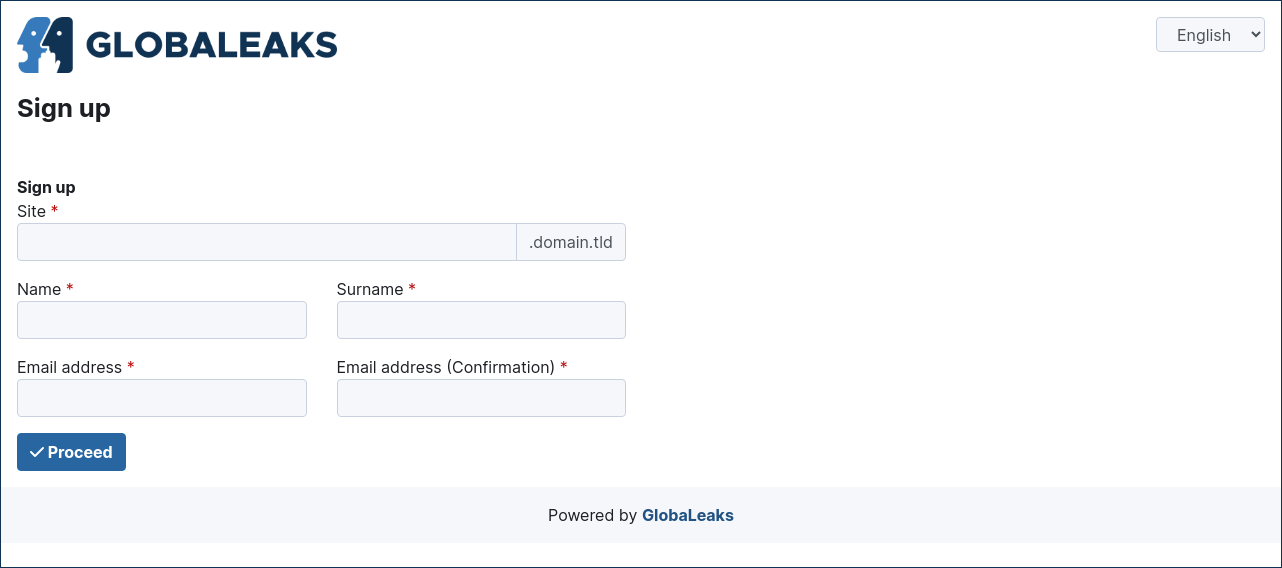 GLOBALEAKS
English
Sign up
Sign up
Site *
.domain.tld
Name * Surname *
Email address * Email address (Confirmation) *
Proceed
Powered by GlobaLeaks